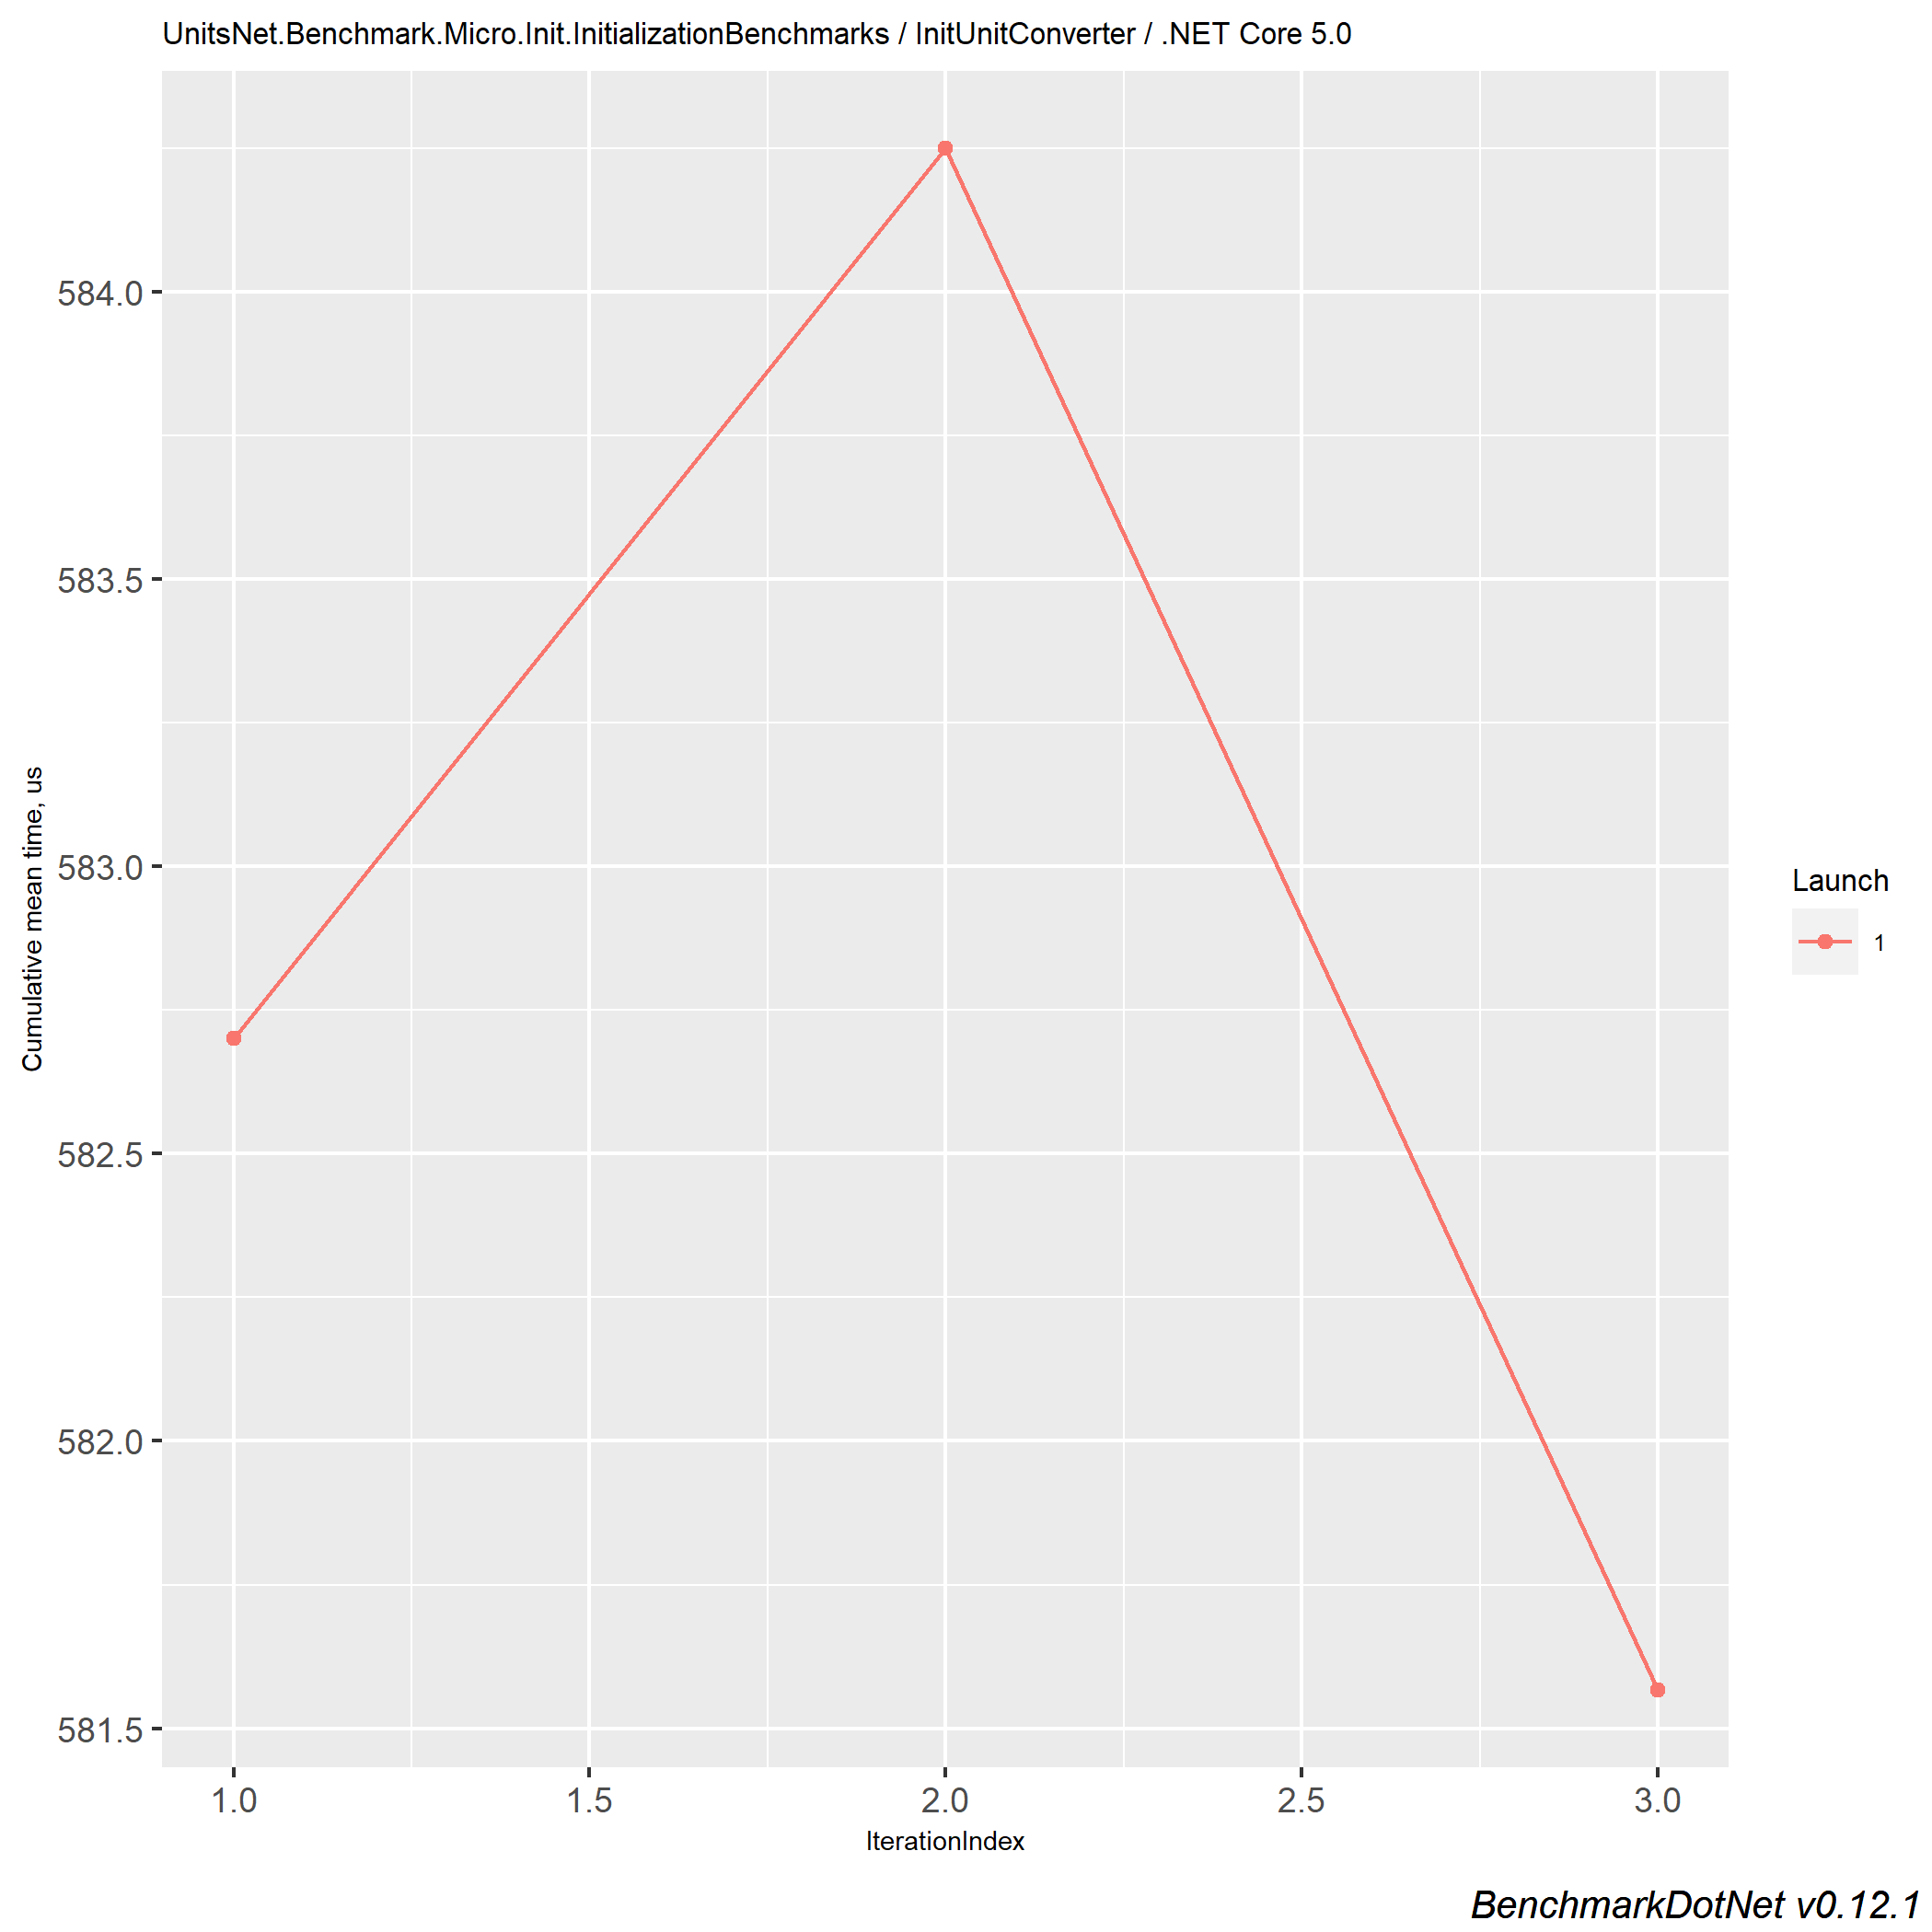 UnitsNet.Benchmark.Micro.Init.InitializationBenchmarks / InitUnitConverter / .NET Core 5.0
584.0
583.5
583.0
582.5
582.0
581.5
Cumulative mean time, us
1.0 1.5 2.0 2.5 3.0
IterationIndex
Launch
1
BenchmarkDotNet v0.12.1